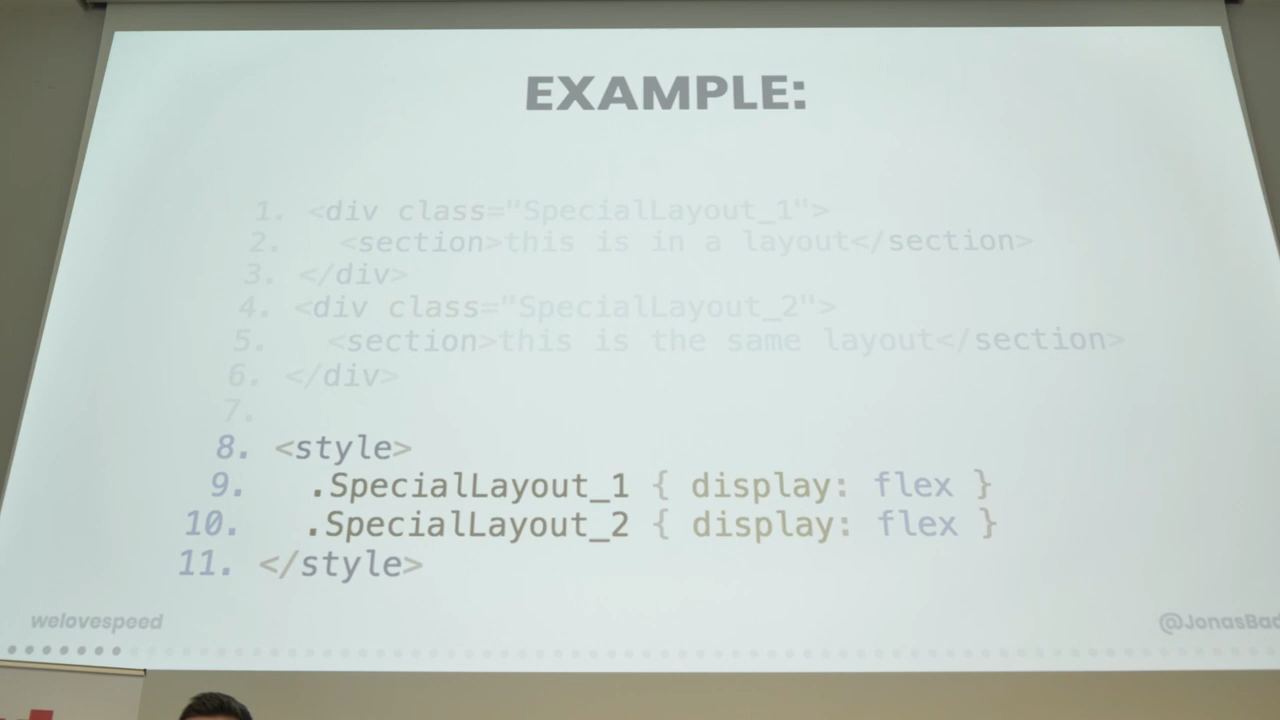 EXAMPLE:
1. <div class="SpecialLayout_1">
2. <section>this is in a layout</section>
3. </div>
4. <div class="SpecialLayout_2">
5. <section>this is the same layout</section>
6. </div>
7.
8. <style>
9. .SpecialLayout_1 { display: flex }
10. .SpecialLayout_2 { display: flex }
11. </style>
welovespeed
@JonasBad